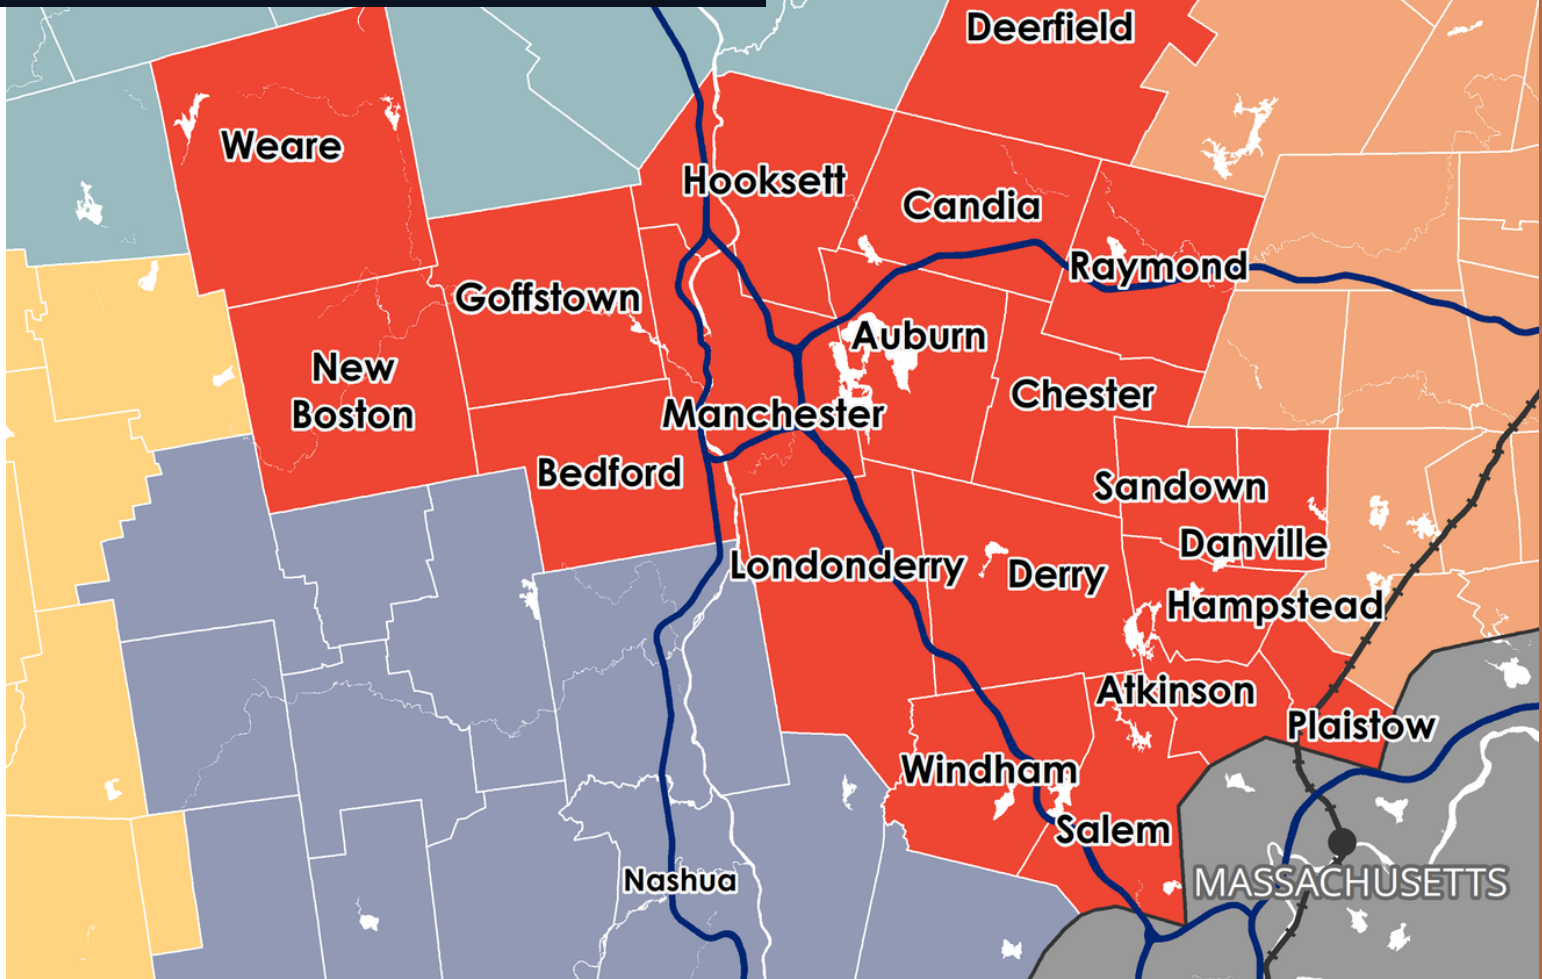 Deerfield
Weare
Hooksett
Candia
Raymond
Goffstown
Auburn
New
Boston
Chester
Manchester
Bedford
Sandown
Danville
Londonderry
Derry
Hampstead
Atkinson
Plaistow
Windham
Salem
Nashua
MASSACHUSETTS